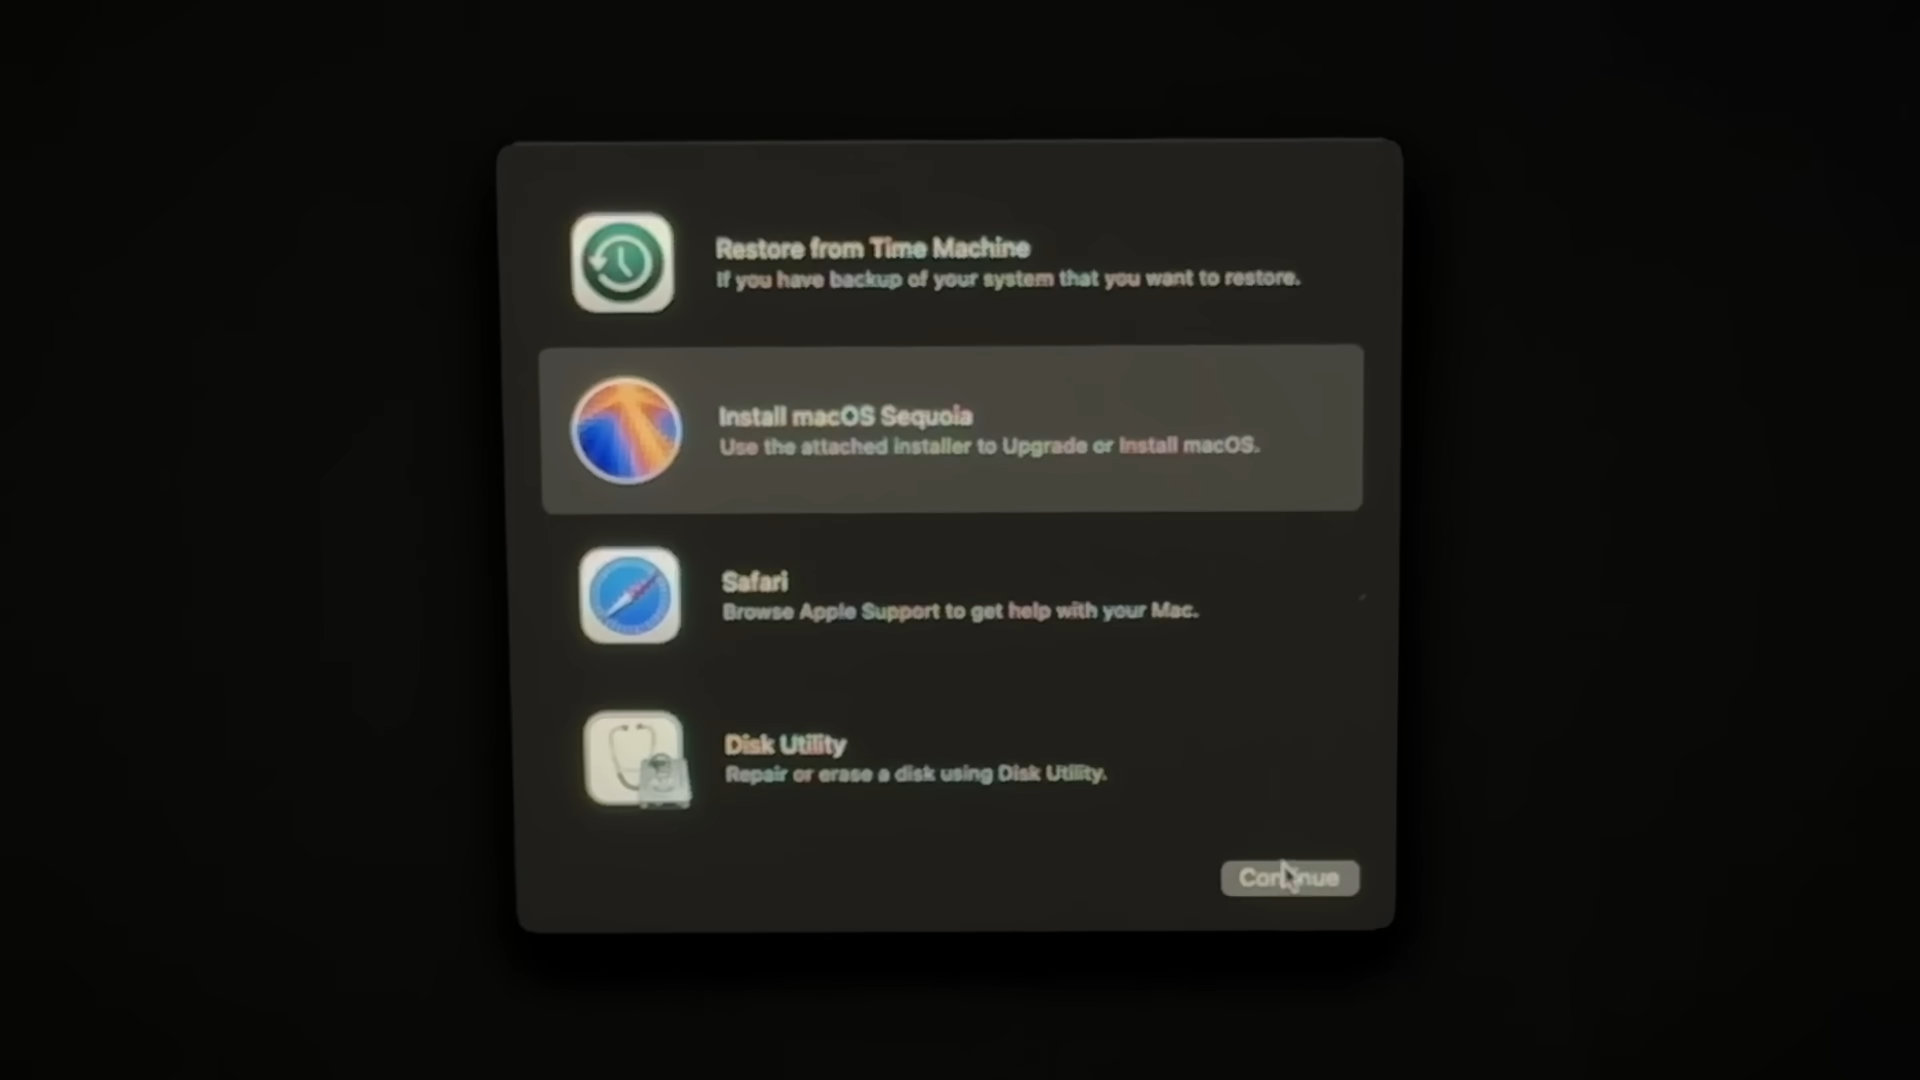 Restore from Time Machine
If you have backup of your system that you want to restore.
Install macOS Sequoia
Use the attached installer to Upgrade or Install macOS.
Safari
Browse Apple Support to get help with your Mac.
Disk Utility
Repair or erase a disk using Disk Utility.
Continue